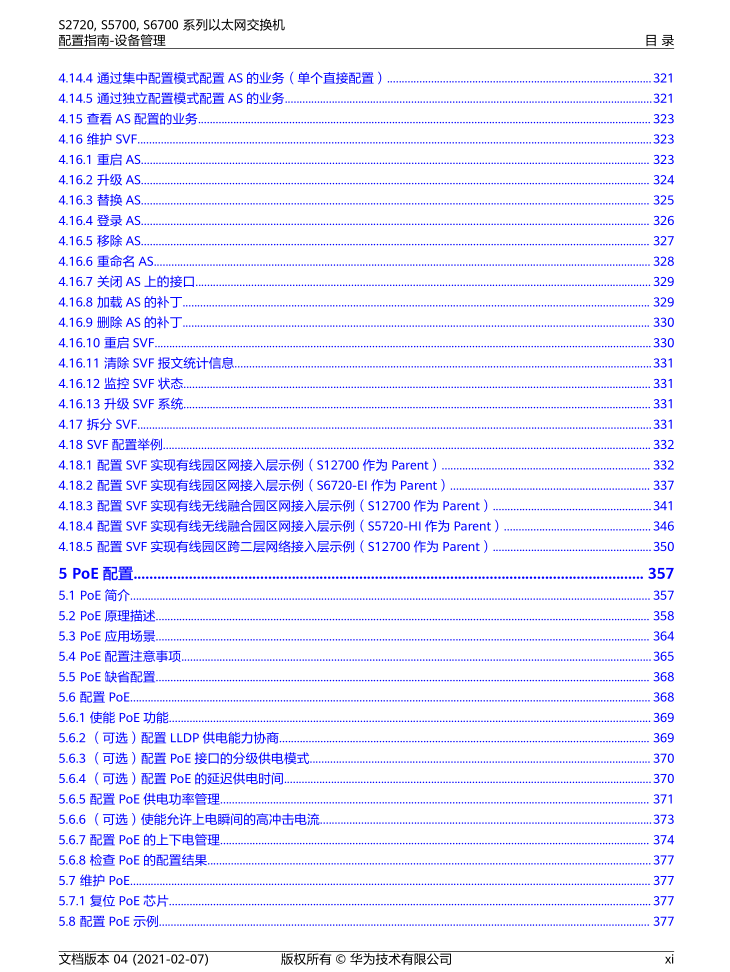 S2720, S5700, S6700 系列以太网交换机
配置指南-设备管理 目 录
4.14.4 通过集中配置模式配置 AS 的业务（单个直接配置）........321
4.14.5 通过独立配置模式配置 AS 的业务........321
4.15 查看 AS 配置的业务........323
4.16 维护 SVF........323
4.16.1 重启 AS........323
4.16.2 升级 AS........324
4.16.3 替换 AS........325
4.16.4 登录 AS........326
4.16.5 移除 AS........327
4.16.6 重命名 AS........328
4.16.7 关闭 AS 上的接口........329
4.16.8 加载 AS 的补丁........329
4.16.9 删除 AS 的补丁........330
4.16.10 重启 SVF........330
4.16.11 清除 SVF 报文统计信息........331
4.16.12 监控 SVF 状态........331
4.16.13 升级 SVF 系统........331
4.17 拆分 SVF........331
4.18 SVF 配置举例........332
4.18.1 配置 SVF 实现有线园区网接入层示例（S12700 作为 Parent）........332
4.18.2 配置 SVF 实现有线园区网接入层示例（S6720-EI 作为 Parent）........337
4.18.3 配置 SVF 实现有线无线融合园区网接入层示例（S12700 作为 Parent）........341
4.18.4 配置 SVF 实现有线无线融合园区网接入层示例（S5720-HI 作为 Parent）........346
4.18.5 配置 SVF 实现有线园区跨二层网络接入层示例（S12700 作为 Parent）........350
5 PoE 配置........357
5.1 PoE 简介........357
5.2 PoE 原理描述........358
5.3 PoE 应用场景........364
5.4 PoE 配置注意事项........365
5.5 PoE 缺省配置........368
5.6 配置 PoE........368
5.6.1 使能 PoE 功能........369
5.6.2 （可选）配置 LLDP 供电能力协商........369
5.6.3 （可选）配置 PoE 接口的分级供电模式........370
5.6.4 （可选）配置 PoE 的延迟供电时间........370
5.6.5 配置 PoE 供电功率管理........371
5.6.6 （可选）使能允许上电瞬间的高冲击电流........373
5.6.7 配置 PoE 的上下电管理........374
5.6.8 检查 PoE 的配置结果........377
5.7 维护 PoE........377
5.7.1 复位 PoE 芯片........377
5.8 配置 PoE 示例........377
文档版本 04 (2021-02-07) 版权所有 © 华为技术有限公司 xi